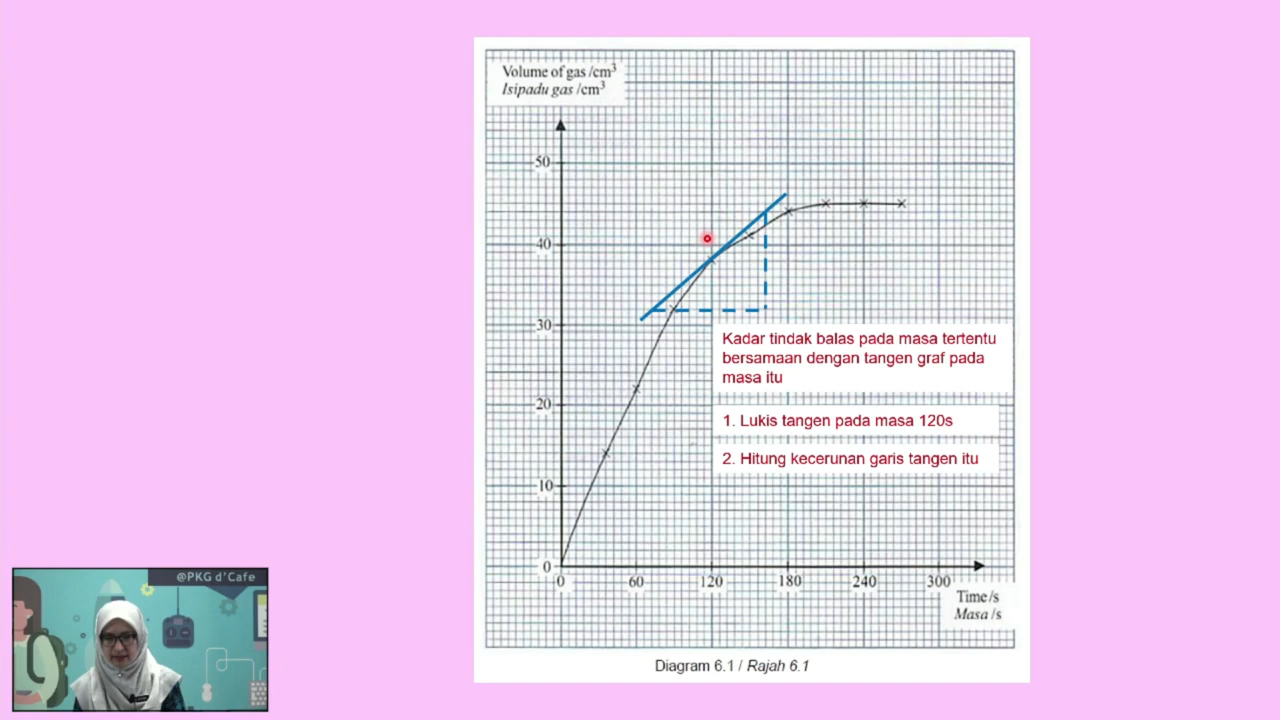 Volume of gas /cm³
Isipadu gas /cm³
50
40
30
20
10
0
0 60 120 180 240 300
Time/s
Masa /s
Kadar tindak balas pada masa tertentu
bersamaan dengan tangen graf pada
masa itu
1. Lukis tangen pada masa 120s
2. Hitung kecerunan garis tangen itu
Diagram 6.1 / Rajah 6.1
@PKG d'Cafe